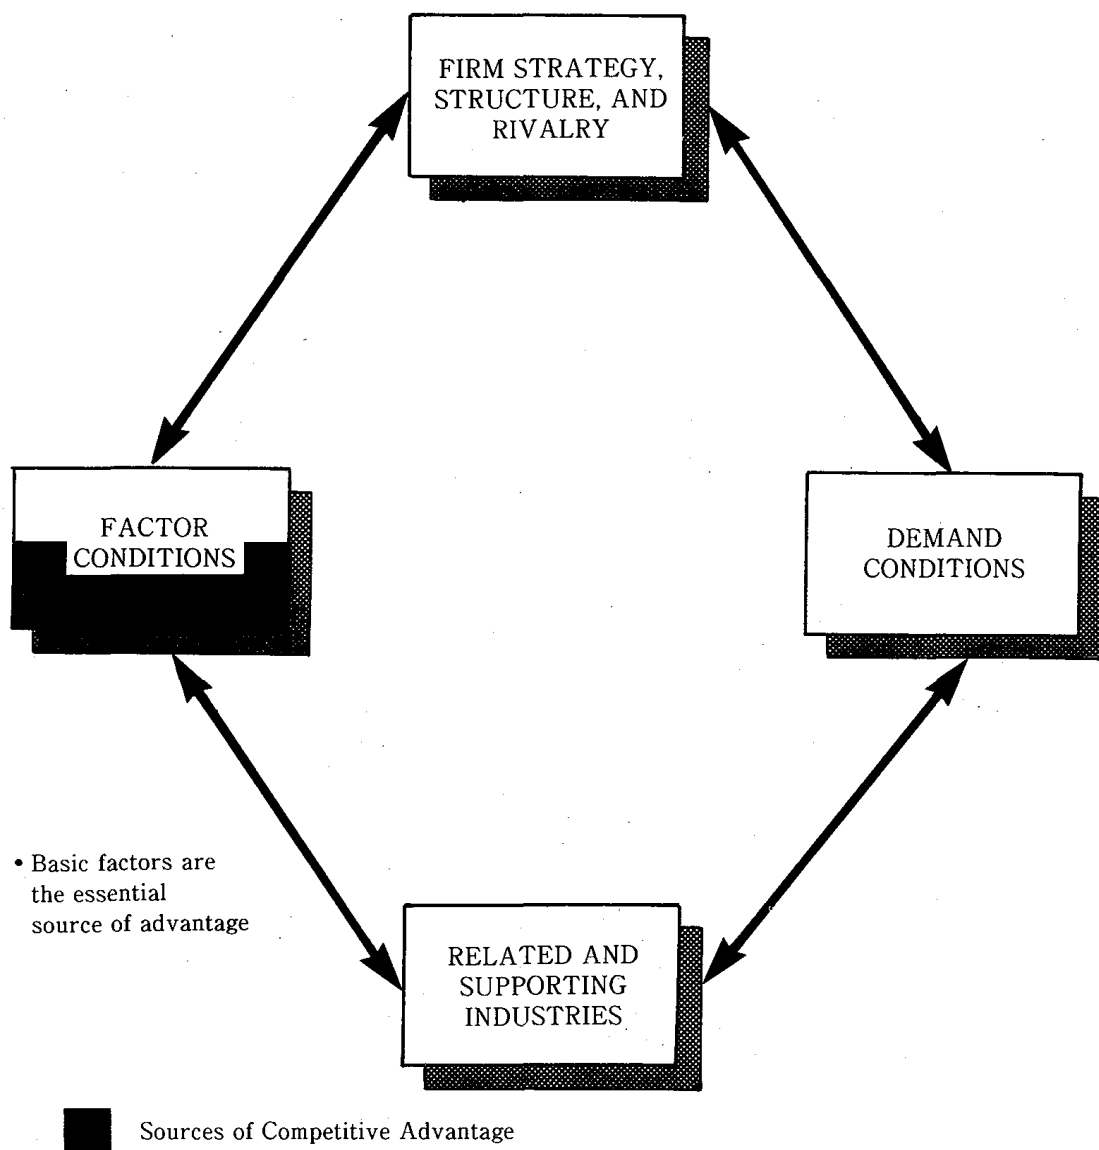 FIRM STRATEGY,
STRUCTURE, AND
RIVALRY
FACTOR
CONDITIONS
DEMAND
CONDITIONS
• Basic factors are
the essential
source of advantage
RELATED AND
SUPPORTING
INDUSTRIES
Sources of Competitive Advantage